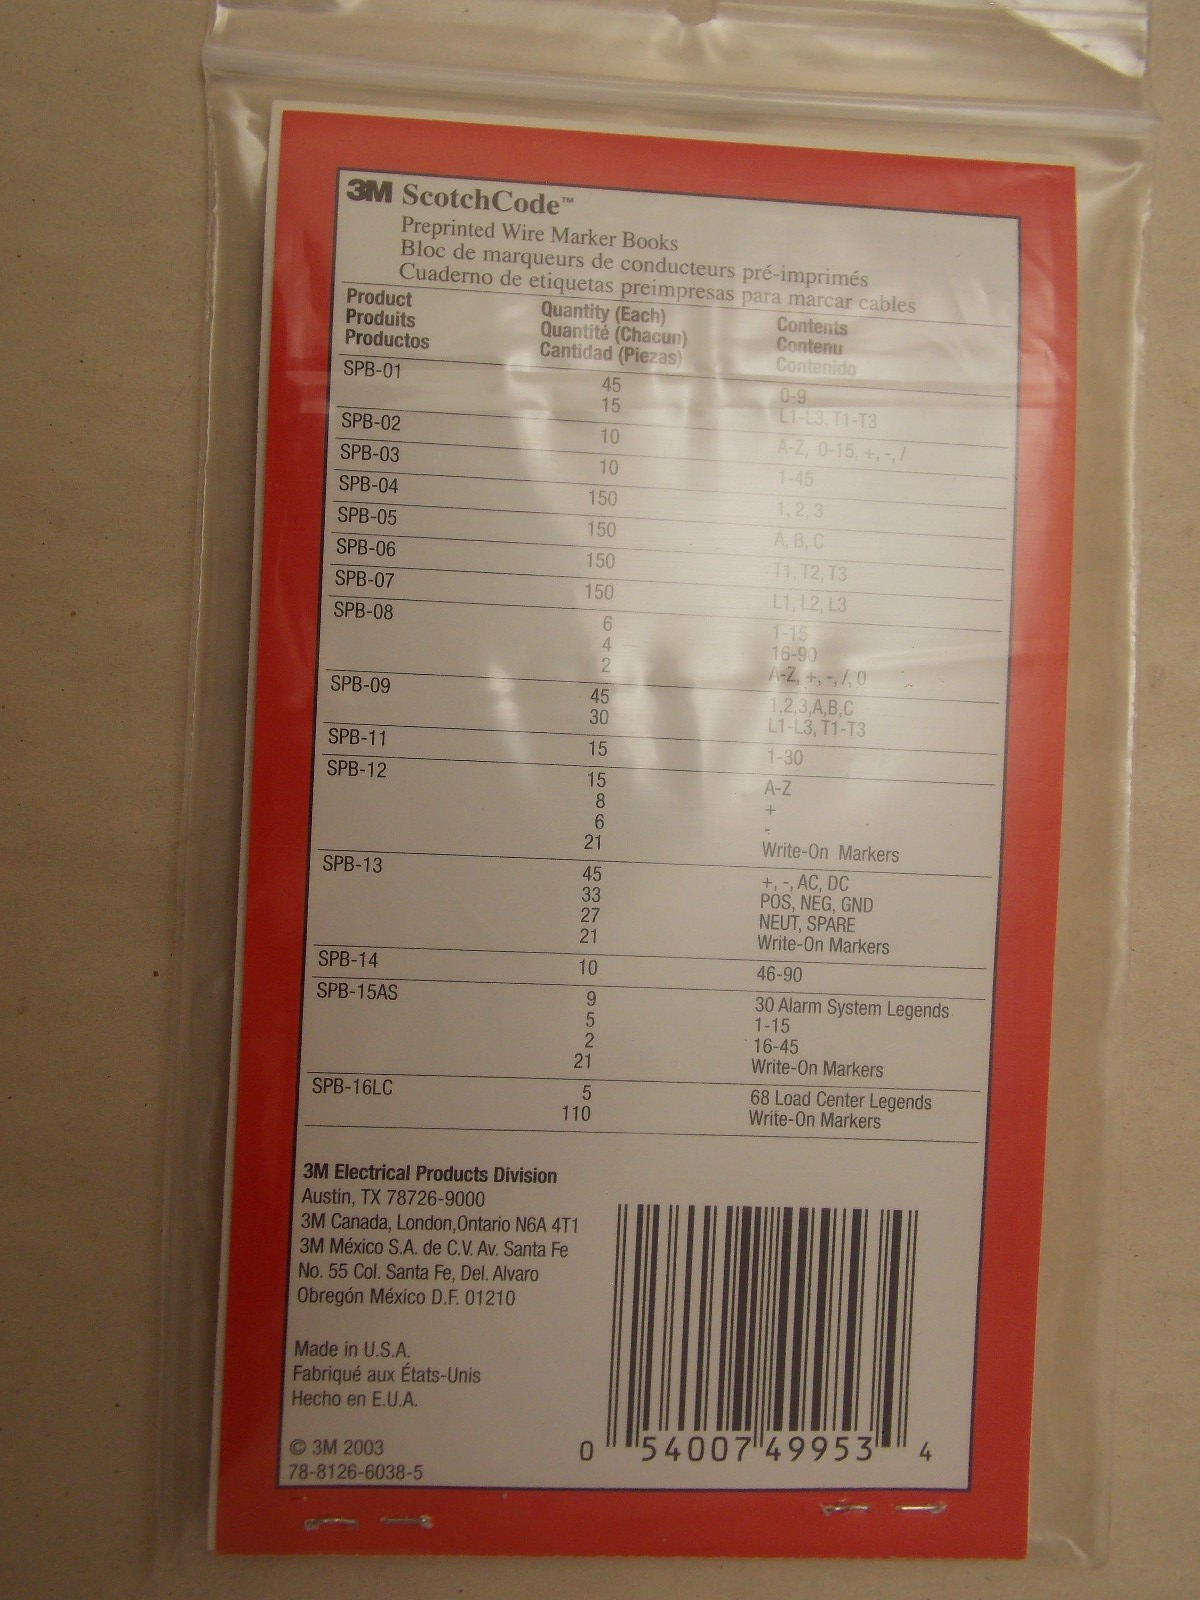 3M ScotchCode™
Preprinted Wire Marker Books
Bloc de marqueurs de conducteurs pré-imprimés
Cuaderno de etiquetas preimpresas para marcar cables
Product Quantity (Each) Contents
Produits Quantité (Chacun) Contenu
Productos Cantidad (Piezas) Contenido
SPB-01 45 0-9
15 L1-L3, T1-T3
SPB-02 10 A-Z, 0-15, +, -, /
SPB-03 10 1-45
SPB-04 150 1, 2, 3
SPB-05 150 A, B, C
SPB-06 150 T1, T2, T3
SPB-07 150 L1, L2, L3
SPB-08 6 1-15
4 16-90
2 A-Z, +, -, /, 0
SPB-09 45 1,2,3,A,B,C
30 L1-L3, T1-T3
SPB-11 15 1-30
SPB-12 15 A-Z
8 +
6 -
21 Write-On Markers
SPB-13 45 +, -, AC, DC
33 POS, NEG, GND
27 NEUT, SPARE
21 Write-On Markers
SPB-14 10 46-90
SPB-15AS 9 30 Alarm System Legends
5 1-15
2 16-45
21 Write-On Markers
SPB-16LC 5 68 Load Center Legends
110 Write-On Markers
3M Electrical Products Division
Austin, TX 78726-9000
3M Canada, London,Ontario N6A 4T1
3M México S.A. de C.V. Av. Santa Fe
No. 55 Col. Santa Fe, Del. Alvaro
Obregón México D.F. 01210
Made in U.S.A.
Fabriqué aux États-Unis
Hecho en E.U.A.
© 3M 2003
78-8126-6038-5
0 54007 49953 4